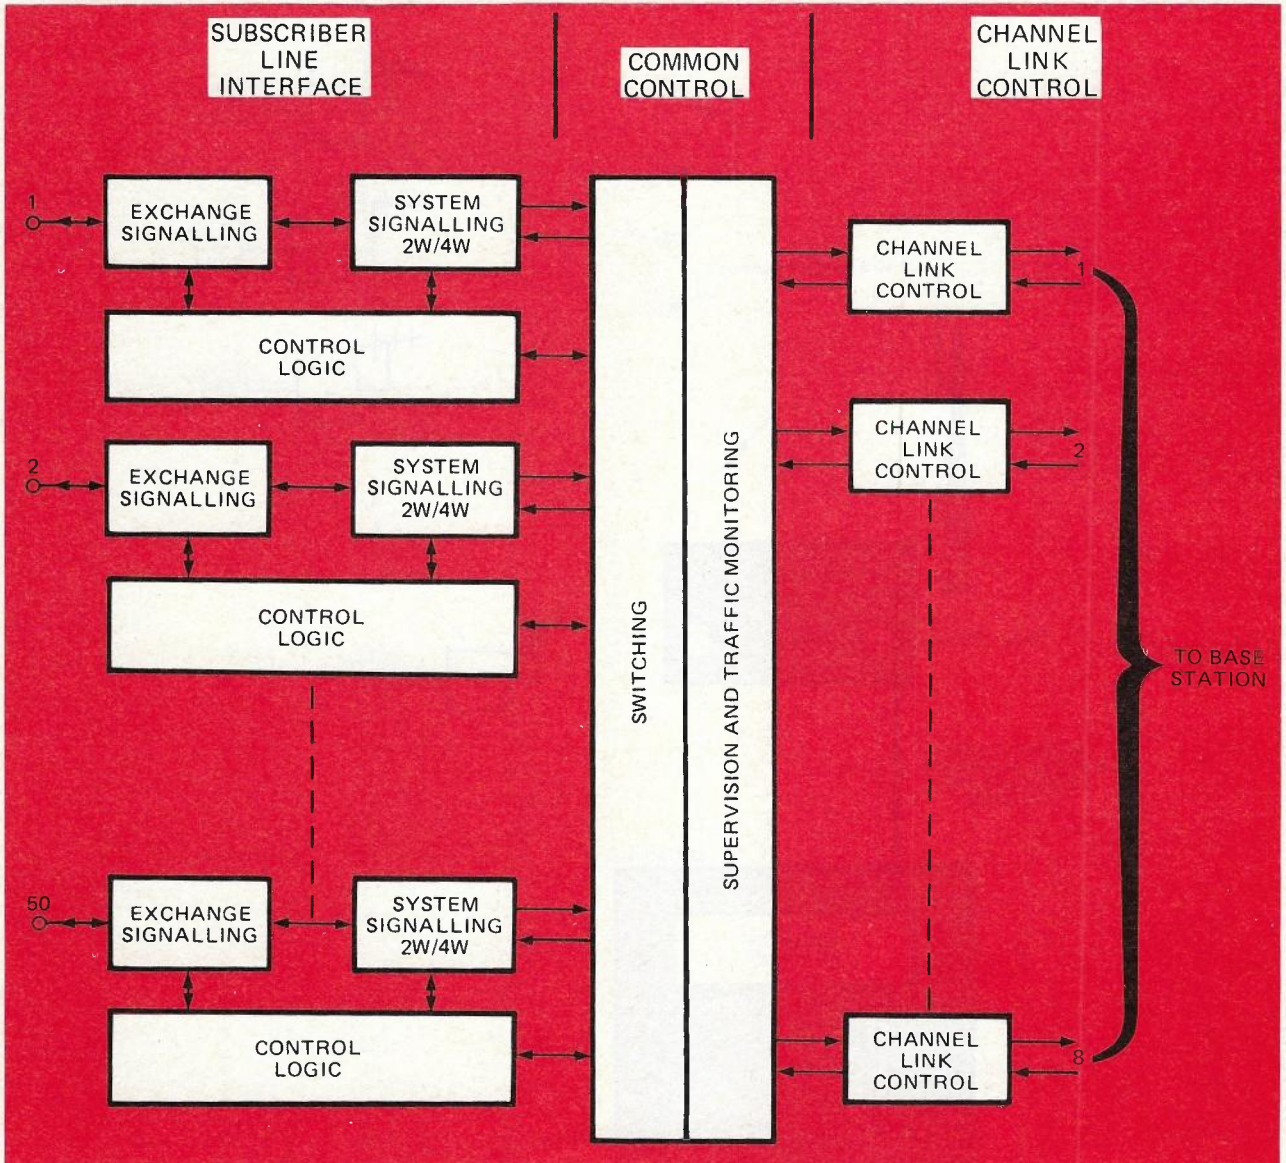 SUBSCRIBER
LINE
INTERFACE
COMMON
CONTROL
CHANNEL
LINK
CONTROL
1
EXCHANGE
SIGNALLING
SYSTEM
SIGNALLING
2W/4W
CONTROL
LOGIC
2
EXCHANGE
SIGNALLING
SYSTEM
SIGNALLING
2W/4W
CONTROL
LOGIC
50
EXCHANGE
SIGNALLING
SYSTEM
SIGNALLING
2W/4W
CONTROL
LOGIC
SWITCHING
SUPERVISION AND TRAFFIC MONITORING
CHANNEL
LINK
CONTROL
1
CHANNEL
LINK
CONTROL
2
CHANNEL
LINK
CONTROL
8
TO BASE
STATION